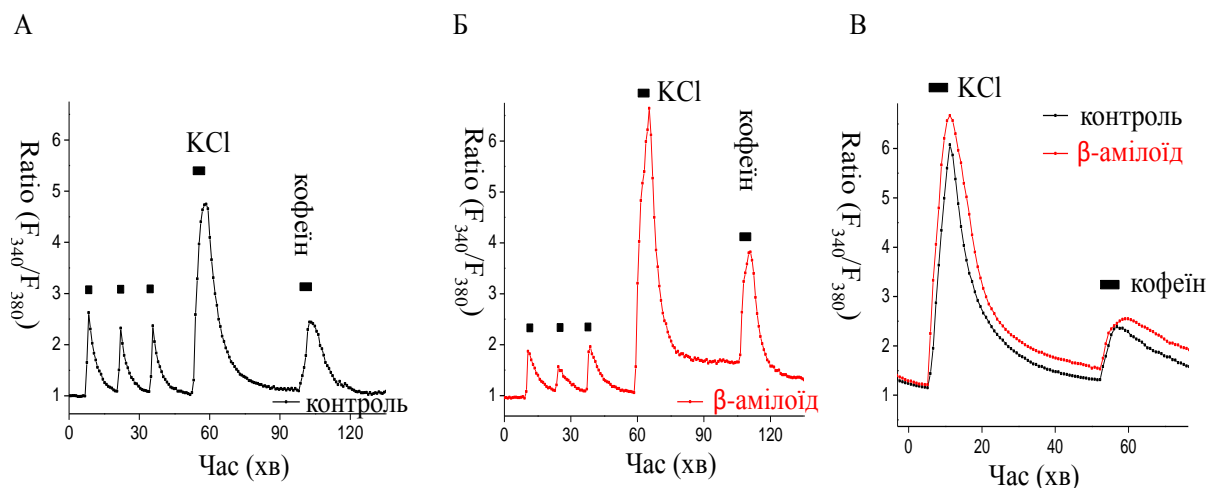 А
Б
В
Ratio (F340/F380)
6
5
4
3
2
1
KCl
кофеїн
контроль
0
30
60
90
120
Час (хв)
Ratio (F340/F380)
6
5
4
3
2
1
KCl
кофеїн
β-амілоїд
0
30
60
90
120
Час (хв)
Ratio (F340/F380)
6
5
4
3
2
1
KCl
контроль
β-амілоїд
кофеїн
0
20
40
60
Час (хв)